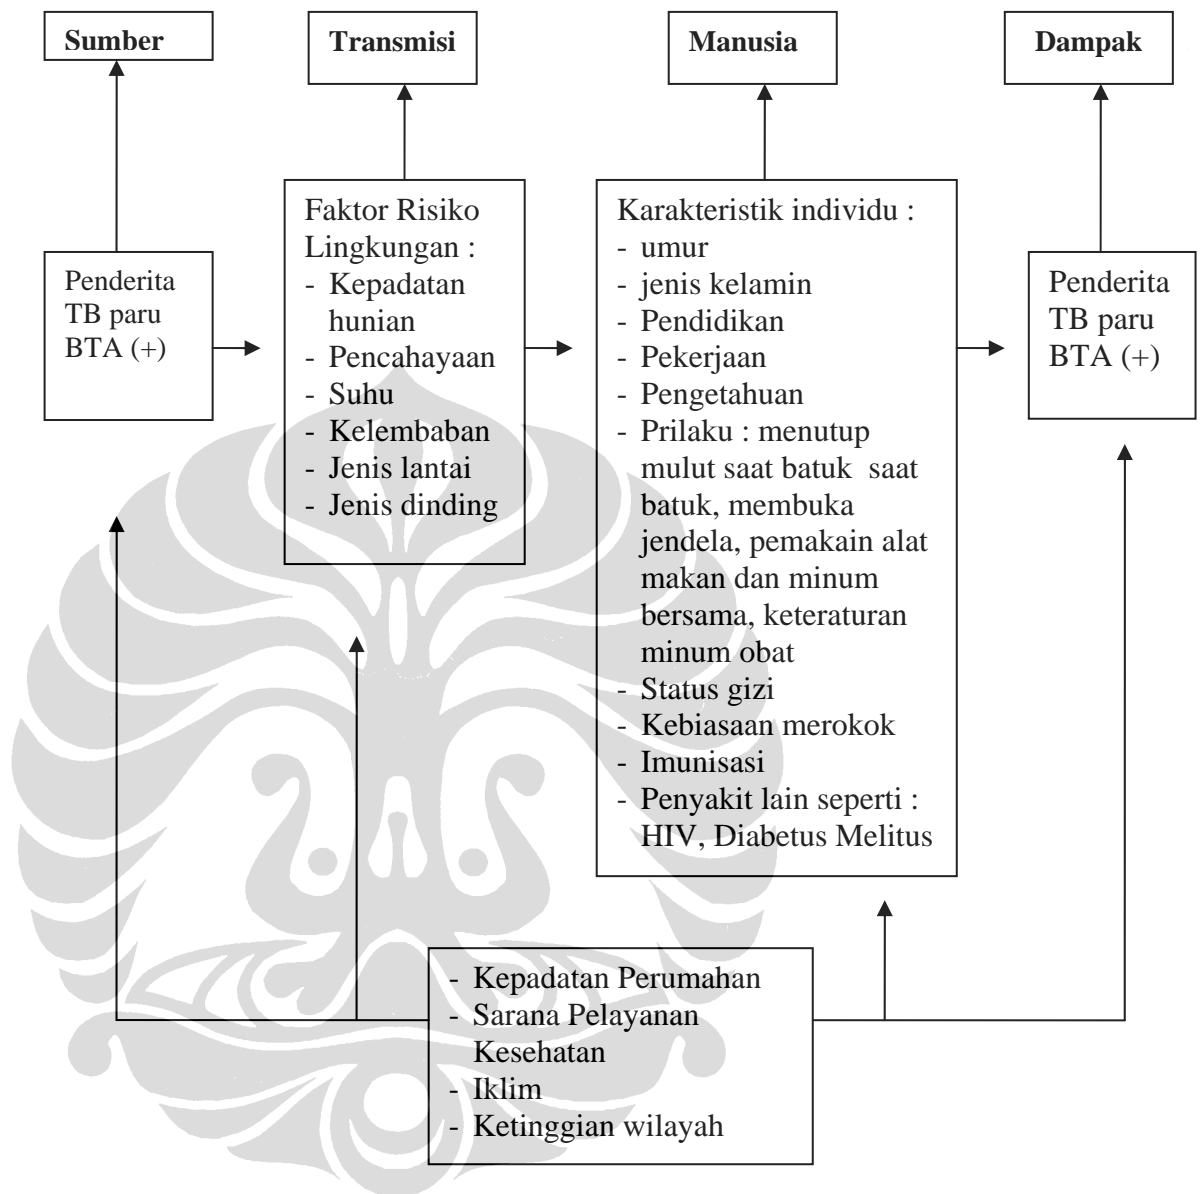 Sumber
Transmisi
Manusia
Dampak
Penderita
TB paru
BTA (+)
Faktor Risiko
Lingkungan :
- Kepadatan
hunian
- Pencahayaan
- Suhu
- Kelembaban
- Jenis lantai
- Jenis dinding
Karakteristik individu :
- umur
- jenis kelamin
- Pendidikan
- Pekerjaan
- Pengetahuan
- Prilaku : menutup
mulut saat batuk  saat
batuk, membuka
jendela, pemakain alat
makan dan minum
bersama, keteraturan
minum obat
- Status gizi
- Kebiasaan merokok
- Imunisasi
- Penyakit lain seperti :
HIV, Diabetus Melitus
Penderita
TB paru
BTA (+)
- Kepadatan Perumahan
- Sarana Pelayanan
Kesehatan
- Iklim
- Ketinggian wilayah